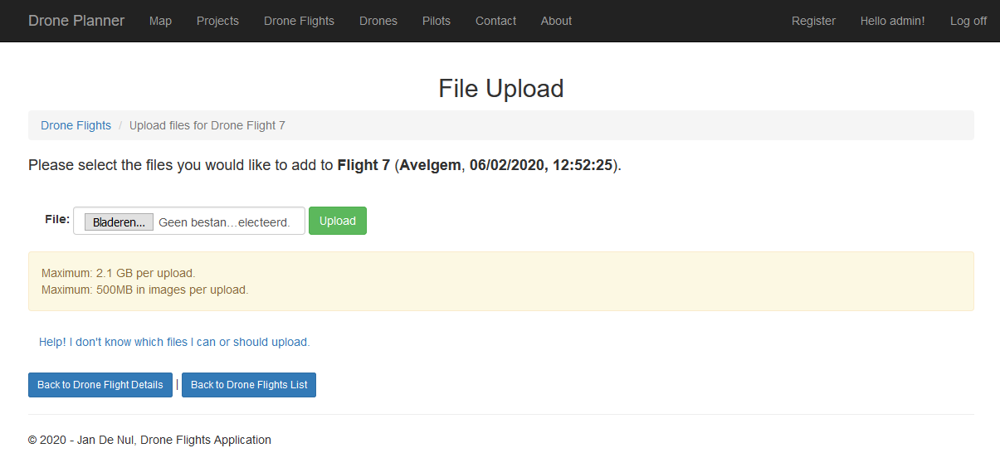 Drone Planner Map Projects Drone Flights Drones Pilots Contact About Register Hello admin! Log off
File Upload
Drone Flights / Upload files for Drone Flight 7
Please select the files you would like to add to Flight 7 (Avelgem, 06/02/2020, 12:52:25).
File: Bladeren... Geen bestan...electeerd. Upload
Maximum: 2.1 GB per upload.
Maximum: 500MB in images per upload.
Help! I don't know which files I can or should upload.
Back to Drone Flight Details | Back to Drone Flights List
© 2020 - Jan De Nul, Drone Flights Application